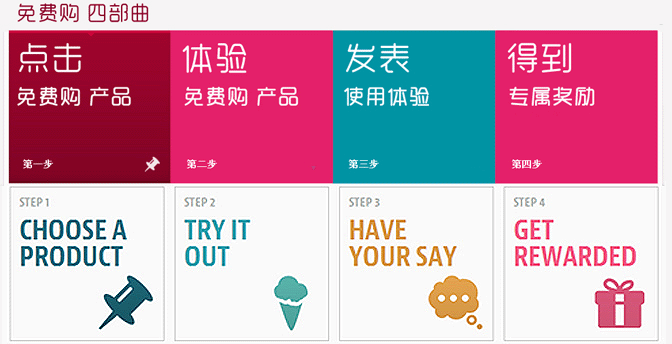 免费购 四部曲
点击
免费购 产品
第一步
体验
免费购 产品
第二步
发表
使用体验
第三步
得到
专属奖励
第四步
STEP 1
CHOOSE A
PRODUCT
STEP 2
TRY IT
OUT
STEP 3
HAVE
YOUR SAY
STEP 4
GET
REWARDED